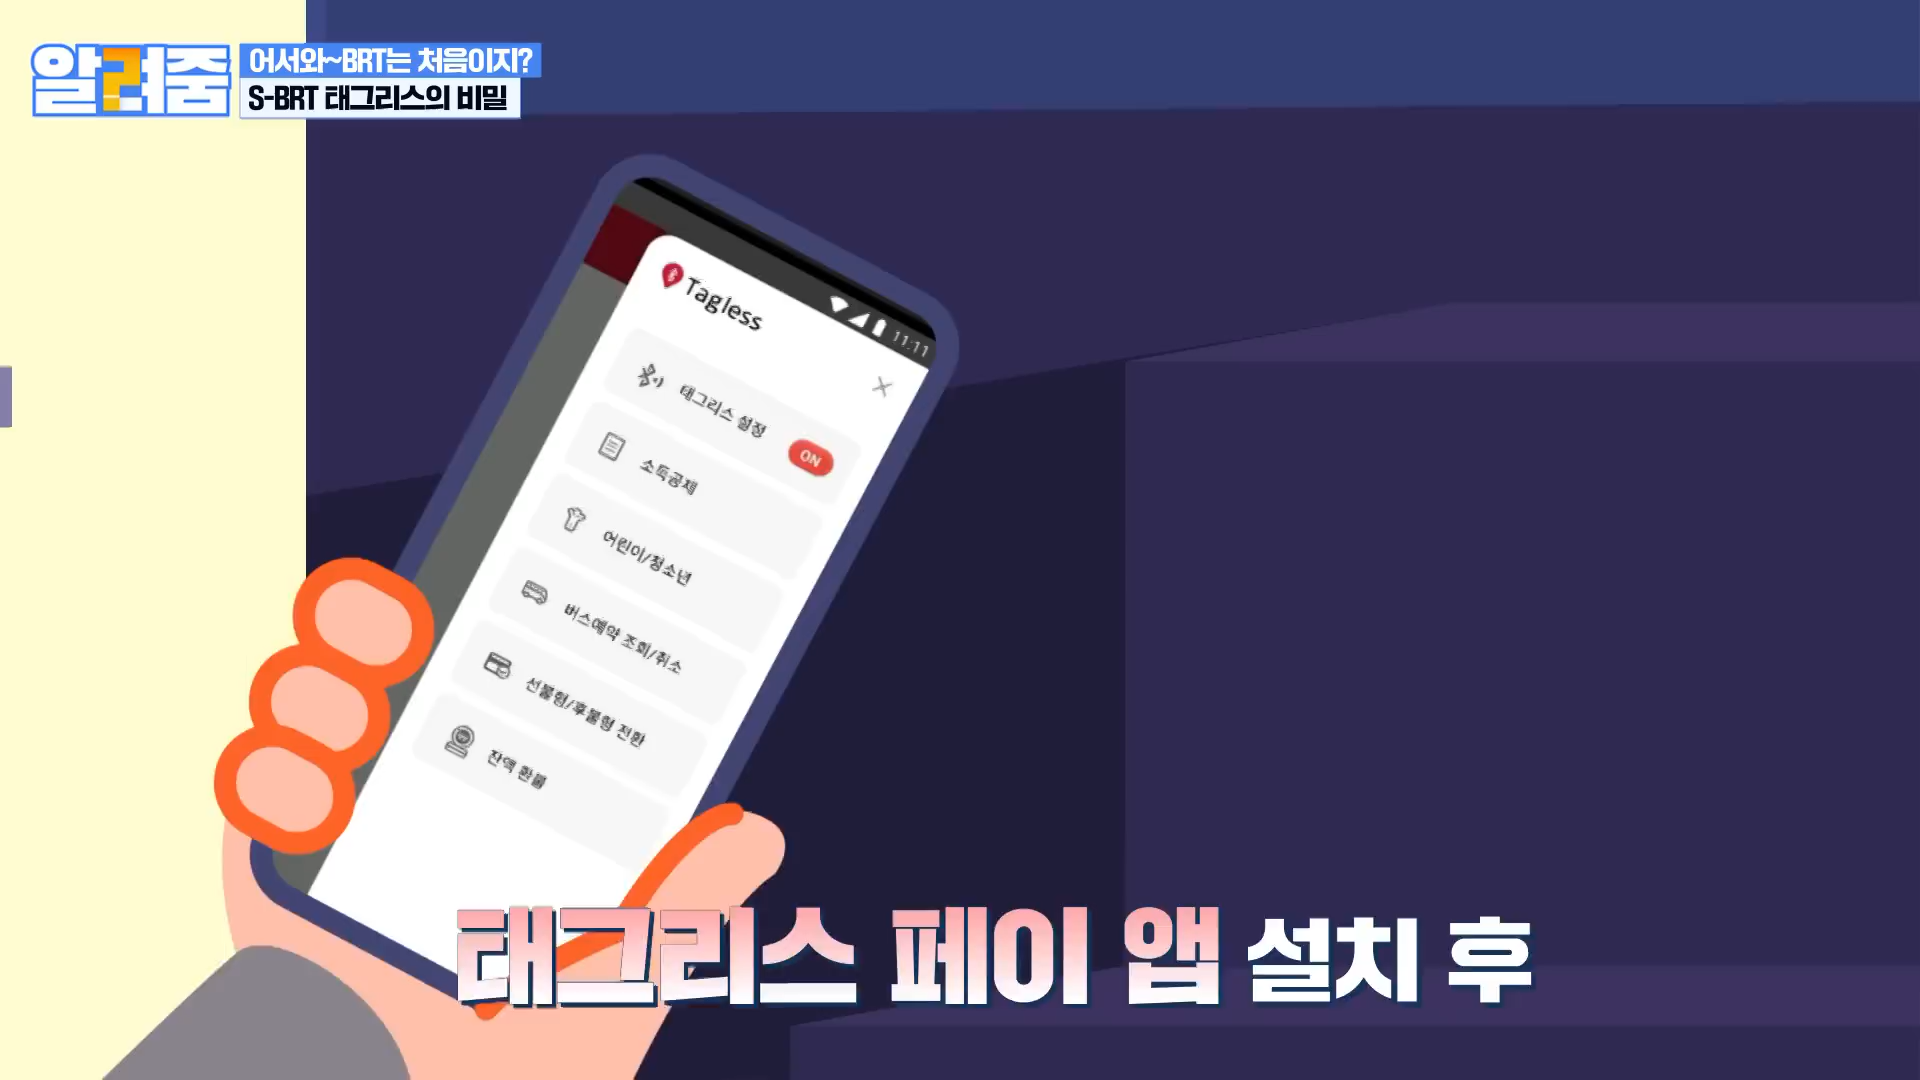 알려줌
어서와~BRT는 처음이지?
S-BRT 태그리스의 비밀
11:11
Tagless
태그리스 설정
ON
소득공제
어린이/청소년
버스예약 조회/취소
선불형/후불형 전환
잔액 환불
태그리스 페이 앱 설치 후